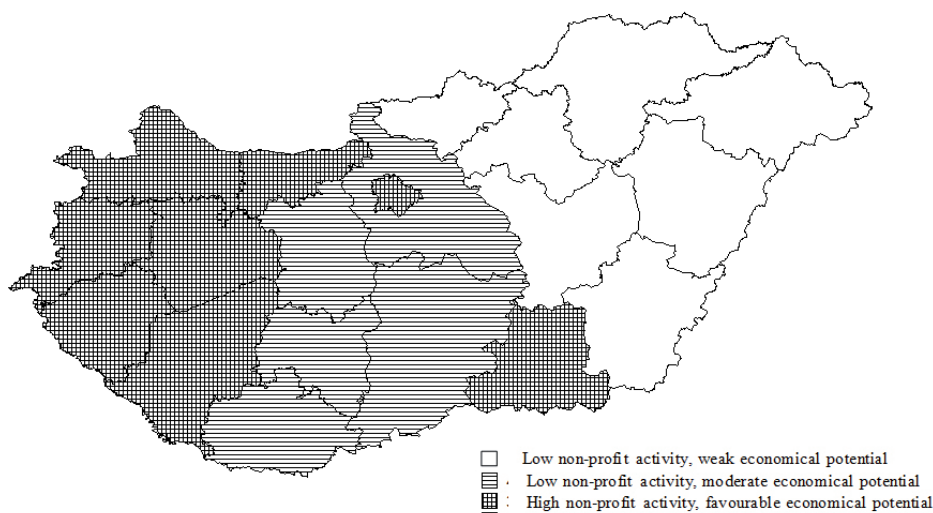 Low non-profit activity, weak economical potential
Low non-profit activity, moderate economical potential
High non-profit activity, favourable economical potential